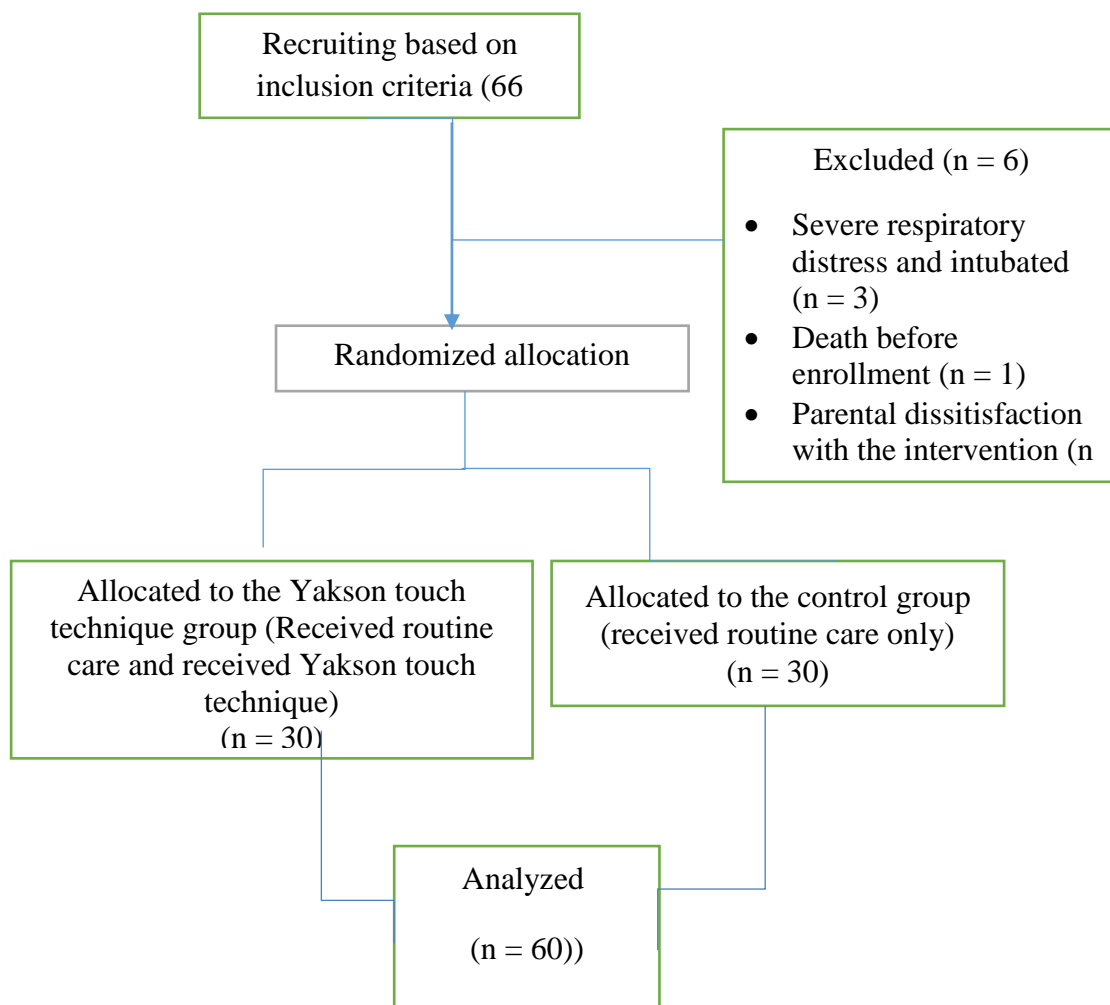 Recruiting based on
inclusion criteria (66
Excluded (n = 6)
• Severe respiratory
distress and intubated
(n = 3)
• Death before
enrollment (n = 1)
• Parental dissitisfaction
with the intervention (n
Randomized allocation
Allocated to the Yakson touch
technique group (Received routine
care and received Yakson touch
technique)
(n = 30)
Allocated to the control group
(received routine care only)
(n = 30)
Analyzed
(n = 60))